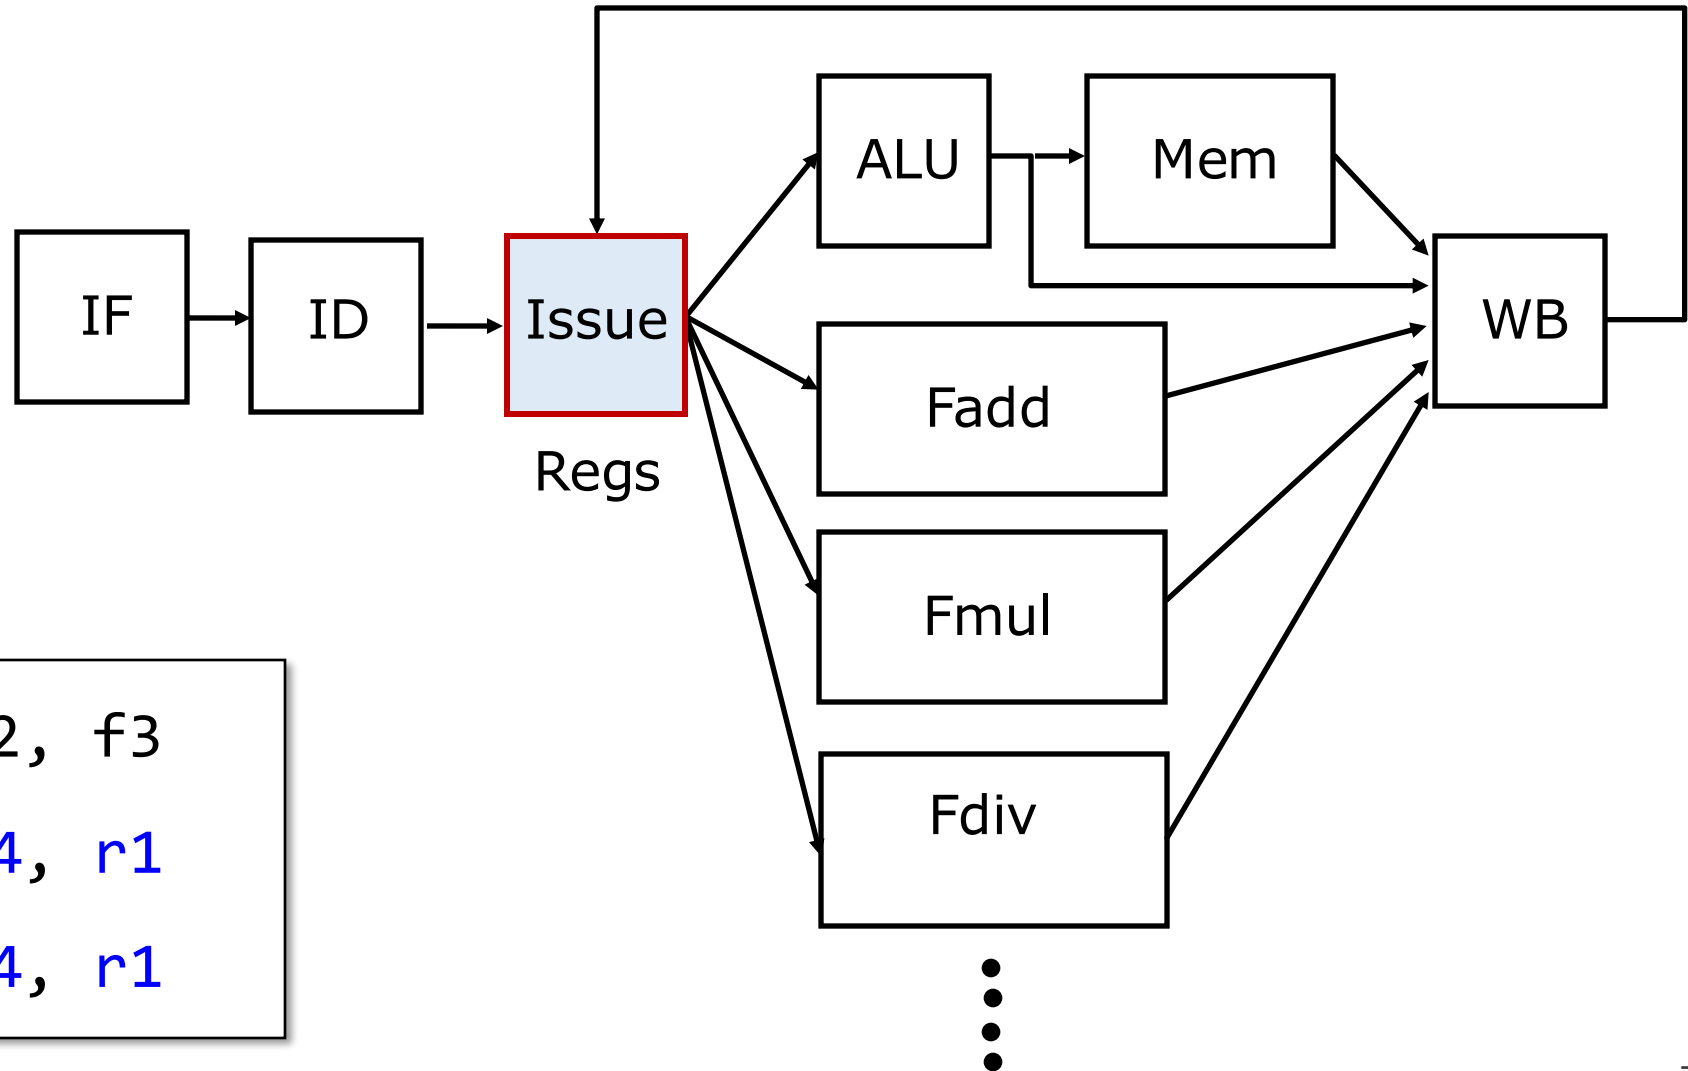 ALU
Mem
IF
ID
Issue
WB
Regs
Fadd
Fmul
Fdiv
2, f3
4, r1
4, r1